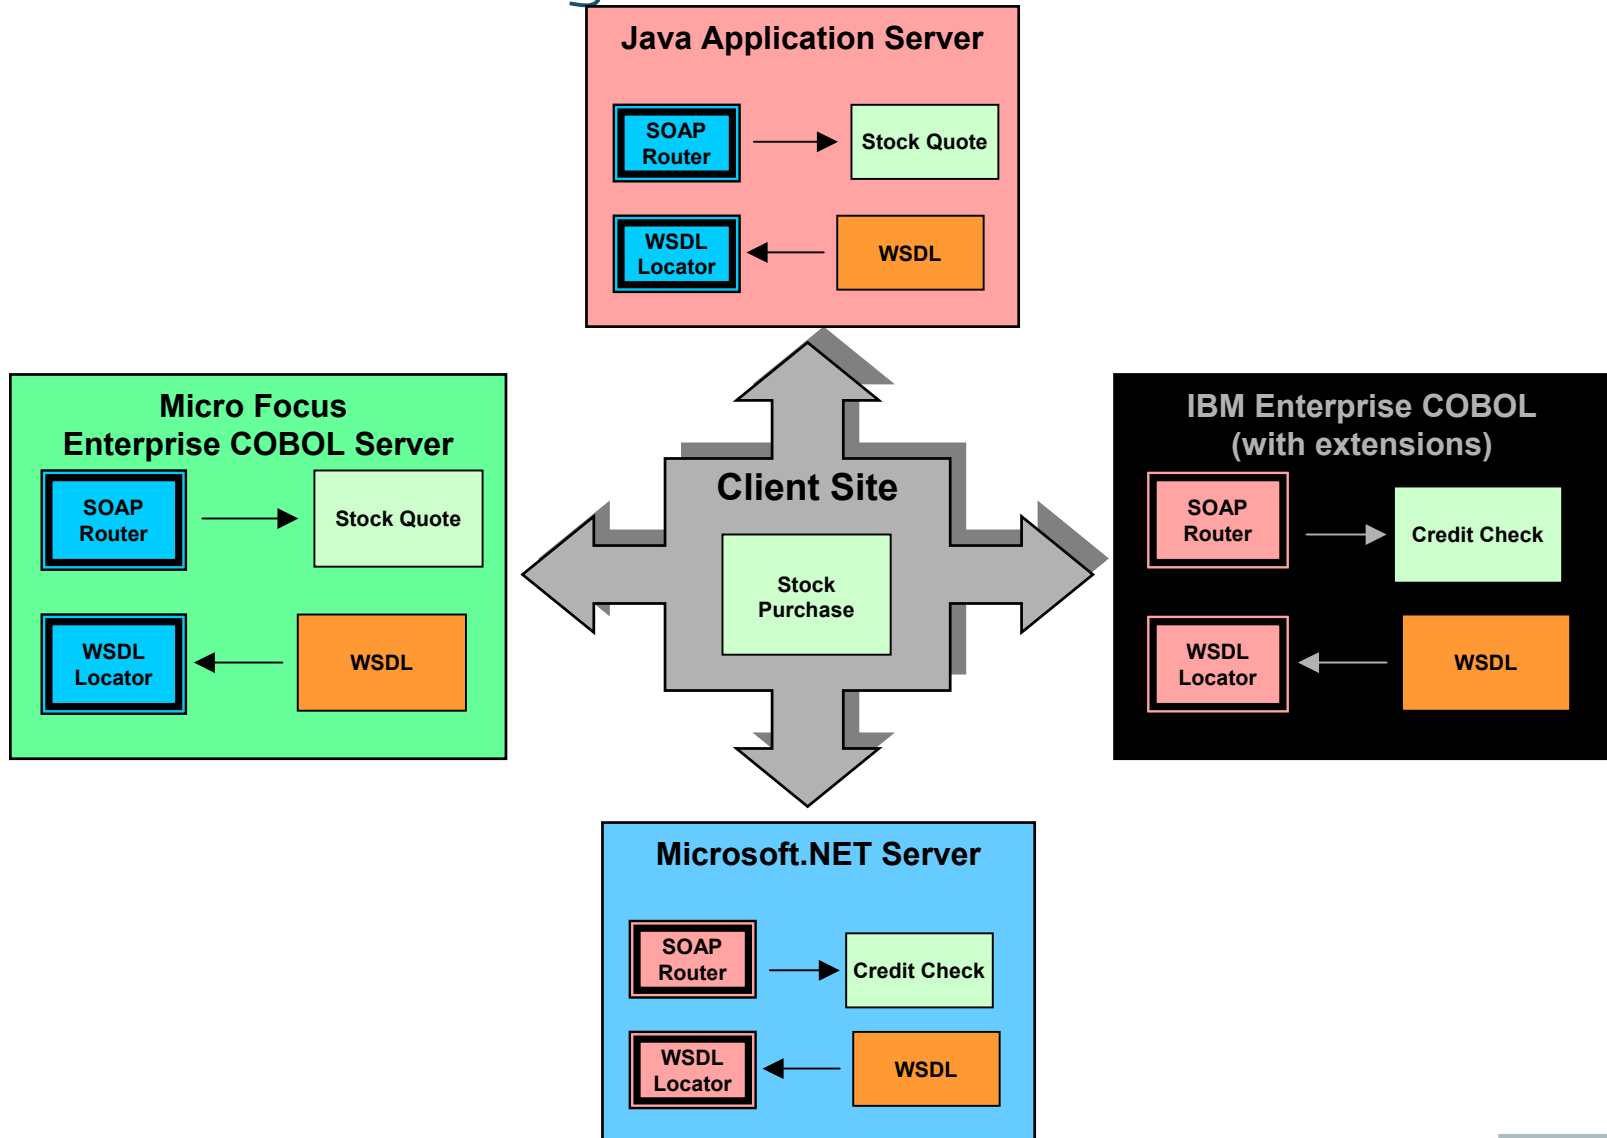 Java Application Server
SOAP
Router
Stock Quote
WSDL
Locator
WSDL
Micro Focus
Enterprise COBOL Server
SOAP
Router
Stock Quote
WSDL
Locator
WSDL
Client Site
Stock
Purchase
IBM Enterprise COBOL
(with extensions)
SOAP
Router
Credit Check
WSDL
Locator
WSDL
Microsoft.NET Server
SOAP
Router
Credit Check
WSDL
Locator
WSDL